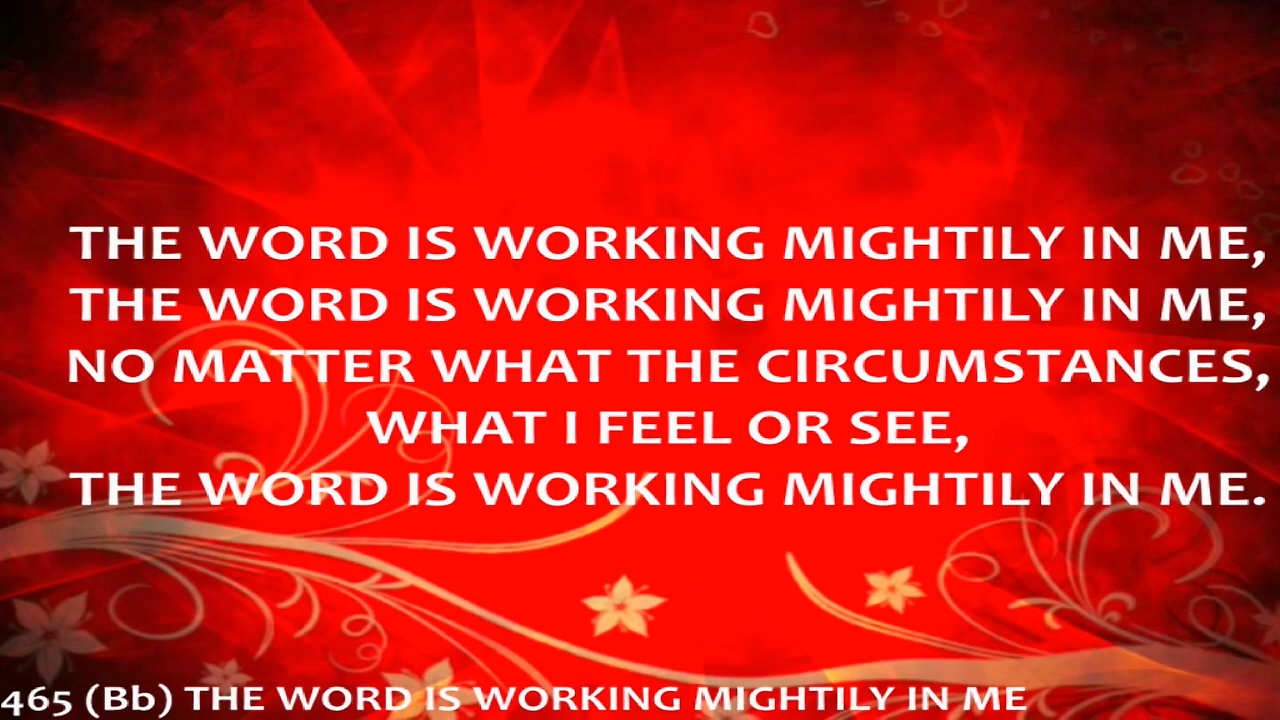 THE WORD IS WORKING MIGHTILY IN ME,
THE WORD IS WORKING MIGHTILY IN ME,
NO MATTER WHAT THE CIRCUMSTANCES,
WHAT I FEEL OR SEE,
THE WORD IS WORKING MIGHTILY IN ME.
465 (Bb) THE WORD IS WORKING MIGHTILY IN ME